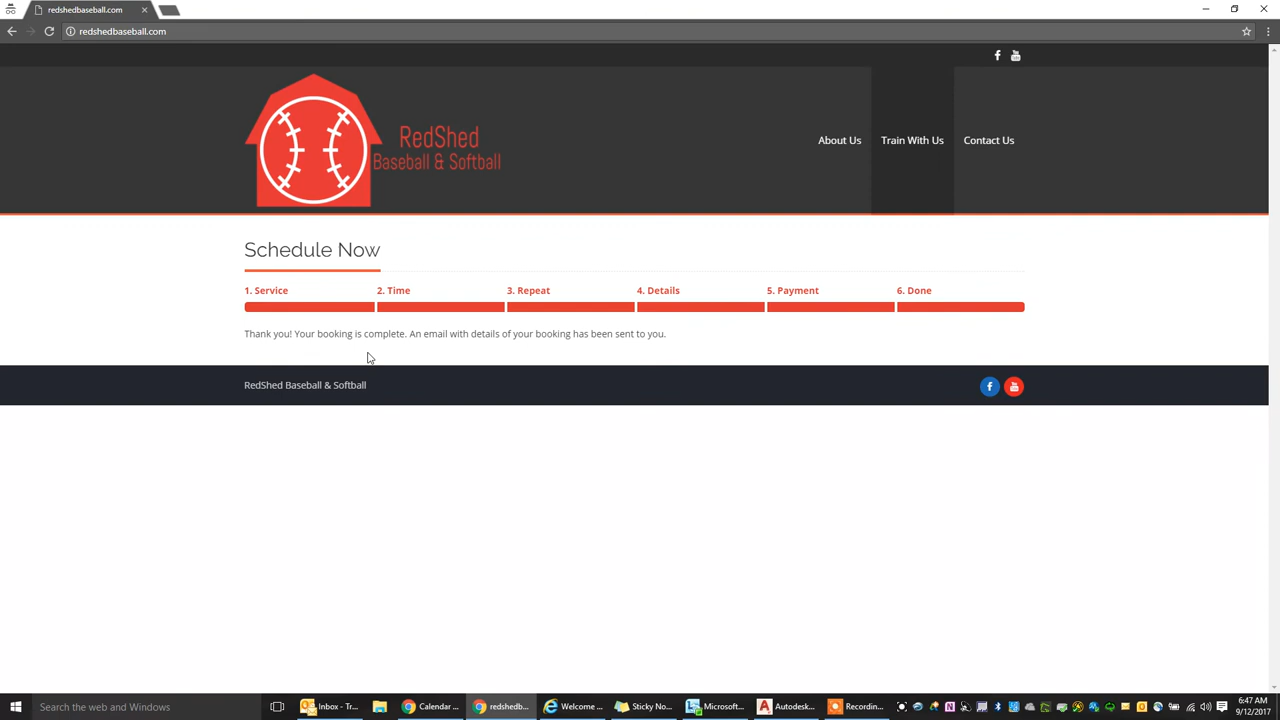 redshedbaseball.com
redshedbaseball.com
RedShed
Baseball & Softball
About Us
Train With Us
Contact Us
Schedule Now
1. Service
2. Time
3. Repeat
4. Details
5. Payment
6. Done
Thank you! Your booking is complete. An email with details of your booking has been sent to you.
RedShed Baseball & Softball
Search the web and Windows
Inbox - Tr...
Calendar ...
redshedb...
Welcome ...
Sticky No...
Microsoft...
Autodesk...
Recordin...
6:47 AM
9/12/2017